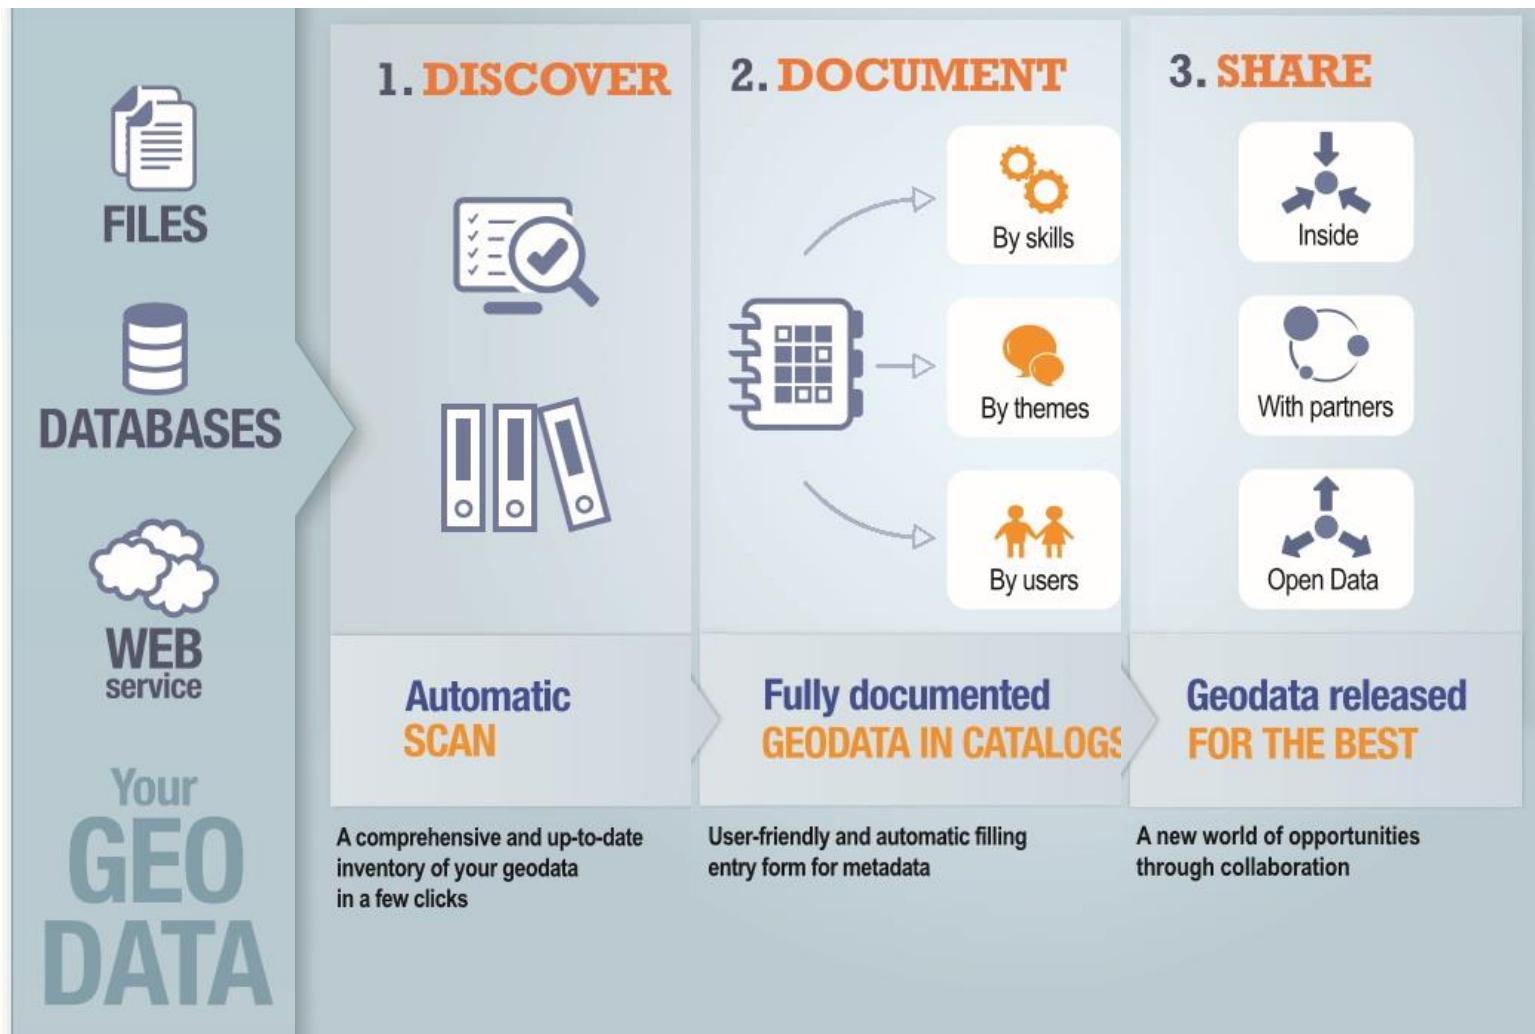 FILES
DATABASES
WEB
service
Your
GEO
DATA
1. DISCOVER
Automatic
SCAN
A comprehensive and up-to-date
inventory of your geodata
in a few clicks
2. DOCUMENT
By skills
By themes
By users
Fully documented
GEODATA IN CATALOGS
User-friendly and automatic filling
entry form for metadata
3. SHARE
Inside
With partners
Open Data
Geodata released
FOR THE BEST
A new world of opportunities
through collaboration